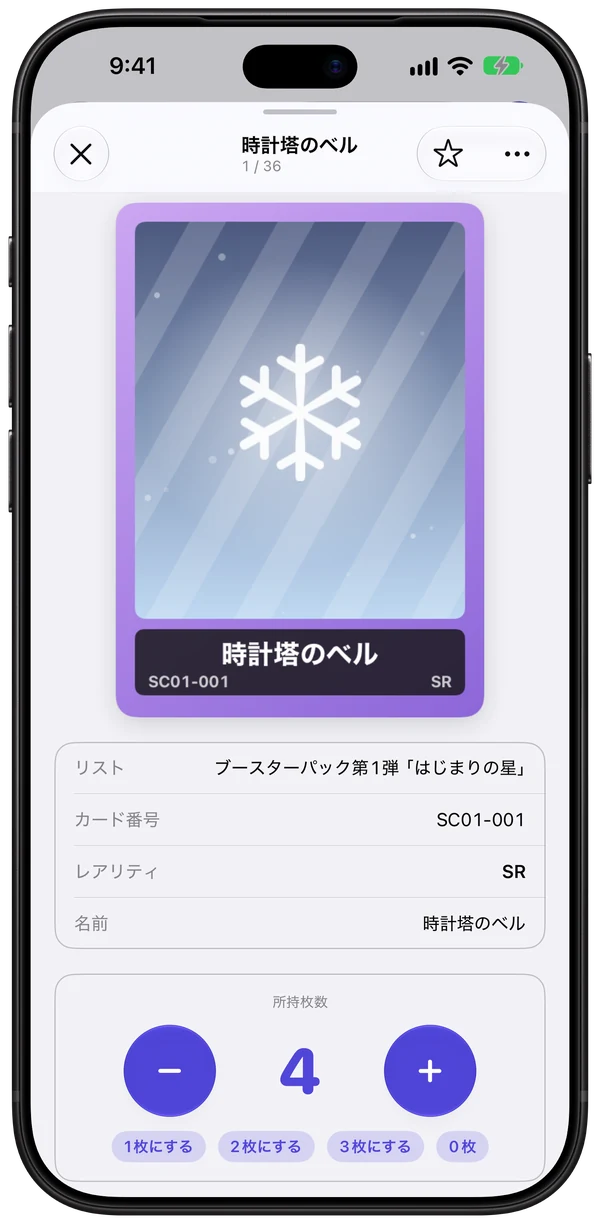 9:41
時計塔のベル
1 / 36
時計塔のベル
SC01-001 SR
リスト ブースターパック第1弾「はじまりの星」
カード番号 SC01-001
レアリティ SR
名前 時計塔のベル
所持枚数
4
1枚にする 2枚にする 3枚にする 0枚